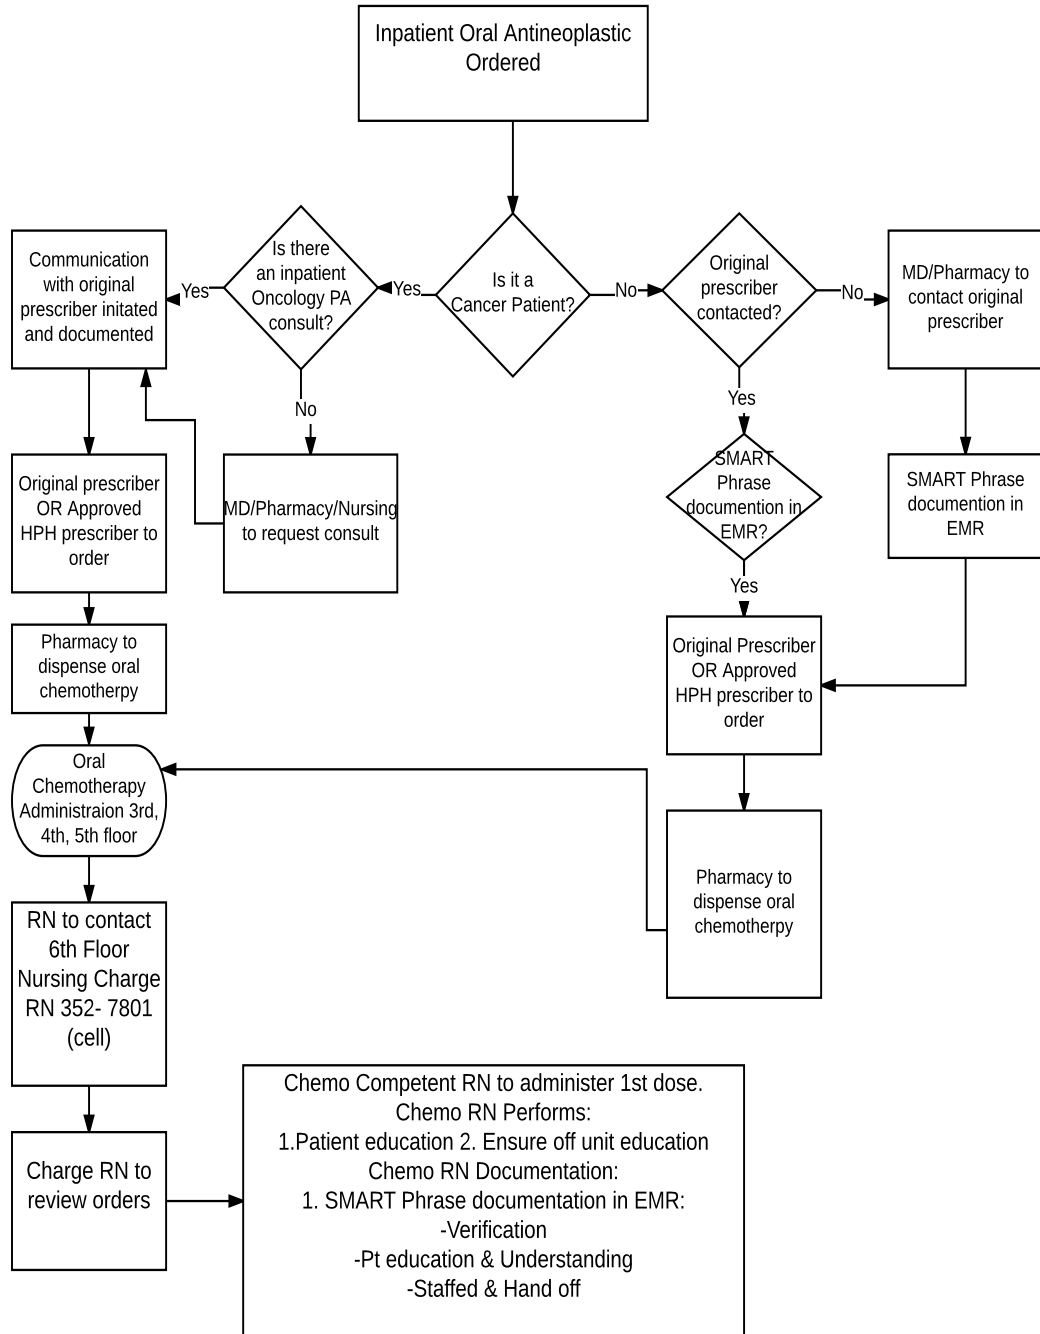 Inpatient Oral Antineoplastic
Ordered
Communication
with original
prescriber initated
and documented
Yes
Is there
an inpatient
Oncology PA
consult?
Yes
Is it a
Cancer Patient?
No
Original
prescriber
contacted?
No
MD/Pharmacy to
contact original
prescriber
No
Yes
Original prescriber
OR Approved
HPH prescriber to
order
MD/Pharmacy/Nursing
to request consult
SMART
Phrase
documention in
EMR?
SMART Phrase
documention in
EMR
Yes
Pharmacy to
dispense oral
chemotherpy
Original Prescriber
OR Approved
HPH prescriber to
order
Oral
Chemotherapy
Administraion 3rd,
4th, 5th floor
Pharmacy to
dispense oral
chemotherpy
RN to contact
6th Floor
Nursing Charge
RN 352- 7801
(cell)
Charge RN to
review orders
Chemo Competent RN to administer 1st dose.
Chemo RN Performs:
1.Patient education 2. Ensure off unit education
Chemo RN Documentation:
1. SMART Phrase documentation in EMR:
-Verification
-Pt education & Understanding
-Staffed & Hand off